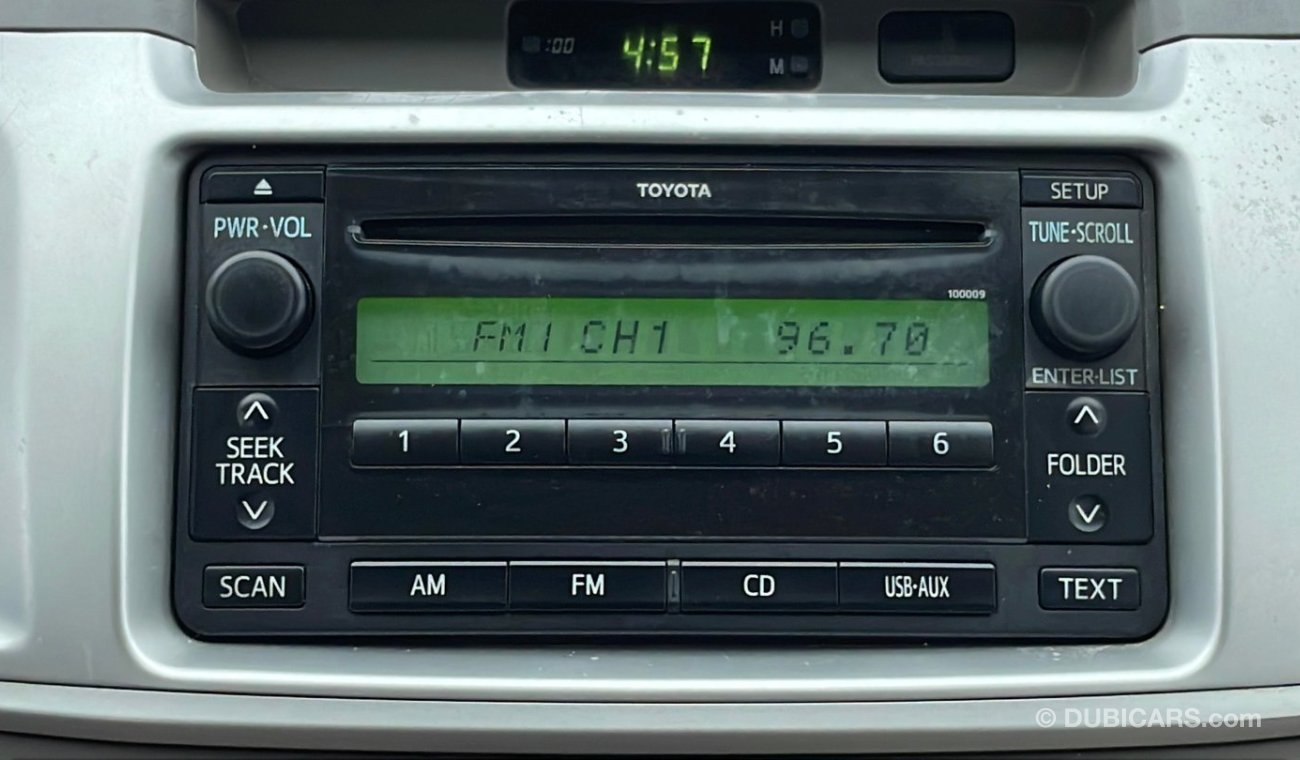 :00 4:57 H
M
TOYOTA
SETUP
PWR·VOL
TUNE·SCROLL
100009
FM1 CH1 96.70
ENTER·LIST
1 2 3 4 5 6
SEEK
TRACK
FOLDER
SCAN AM FM CD USB·AUX TEXT
© DUBICARS.com